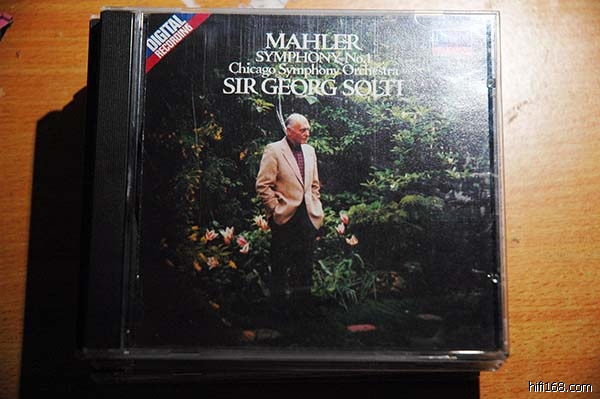 DIGITAL
RECORDING
MAHLER
SYMPHONY No.1
Chicago Symphony Orchestra
SIR GEORG SOLTI
hifi168.com